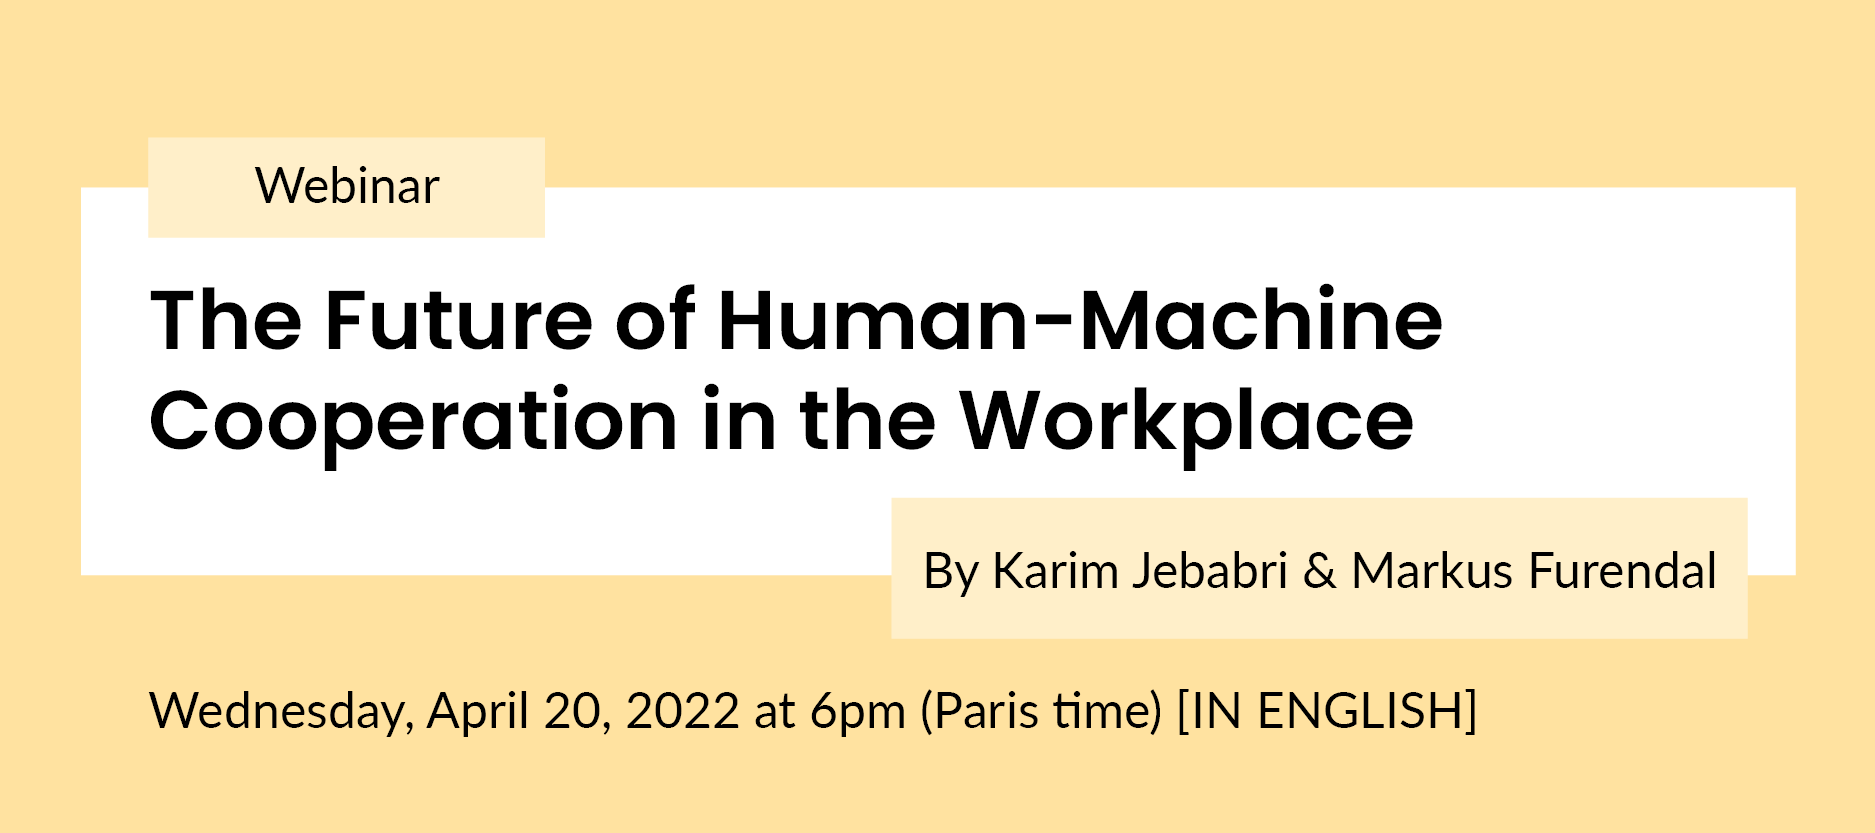 Webinar
The Future of Human-Machine
Cooperation in the Workplace
By Karim Jebabri & Markus Furendal
Wednesday, April 20, 2022 at 6pm (Paris time) [IN ENGLISH]